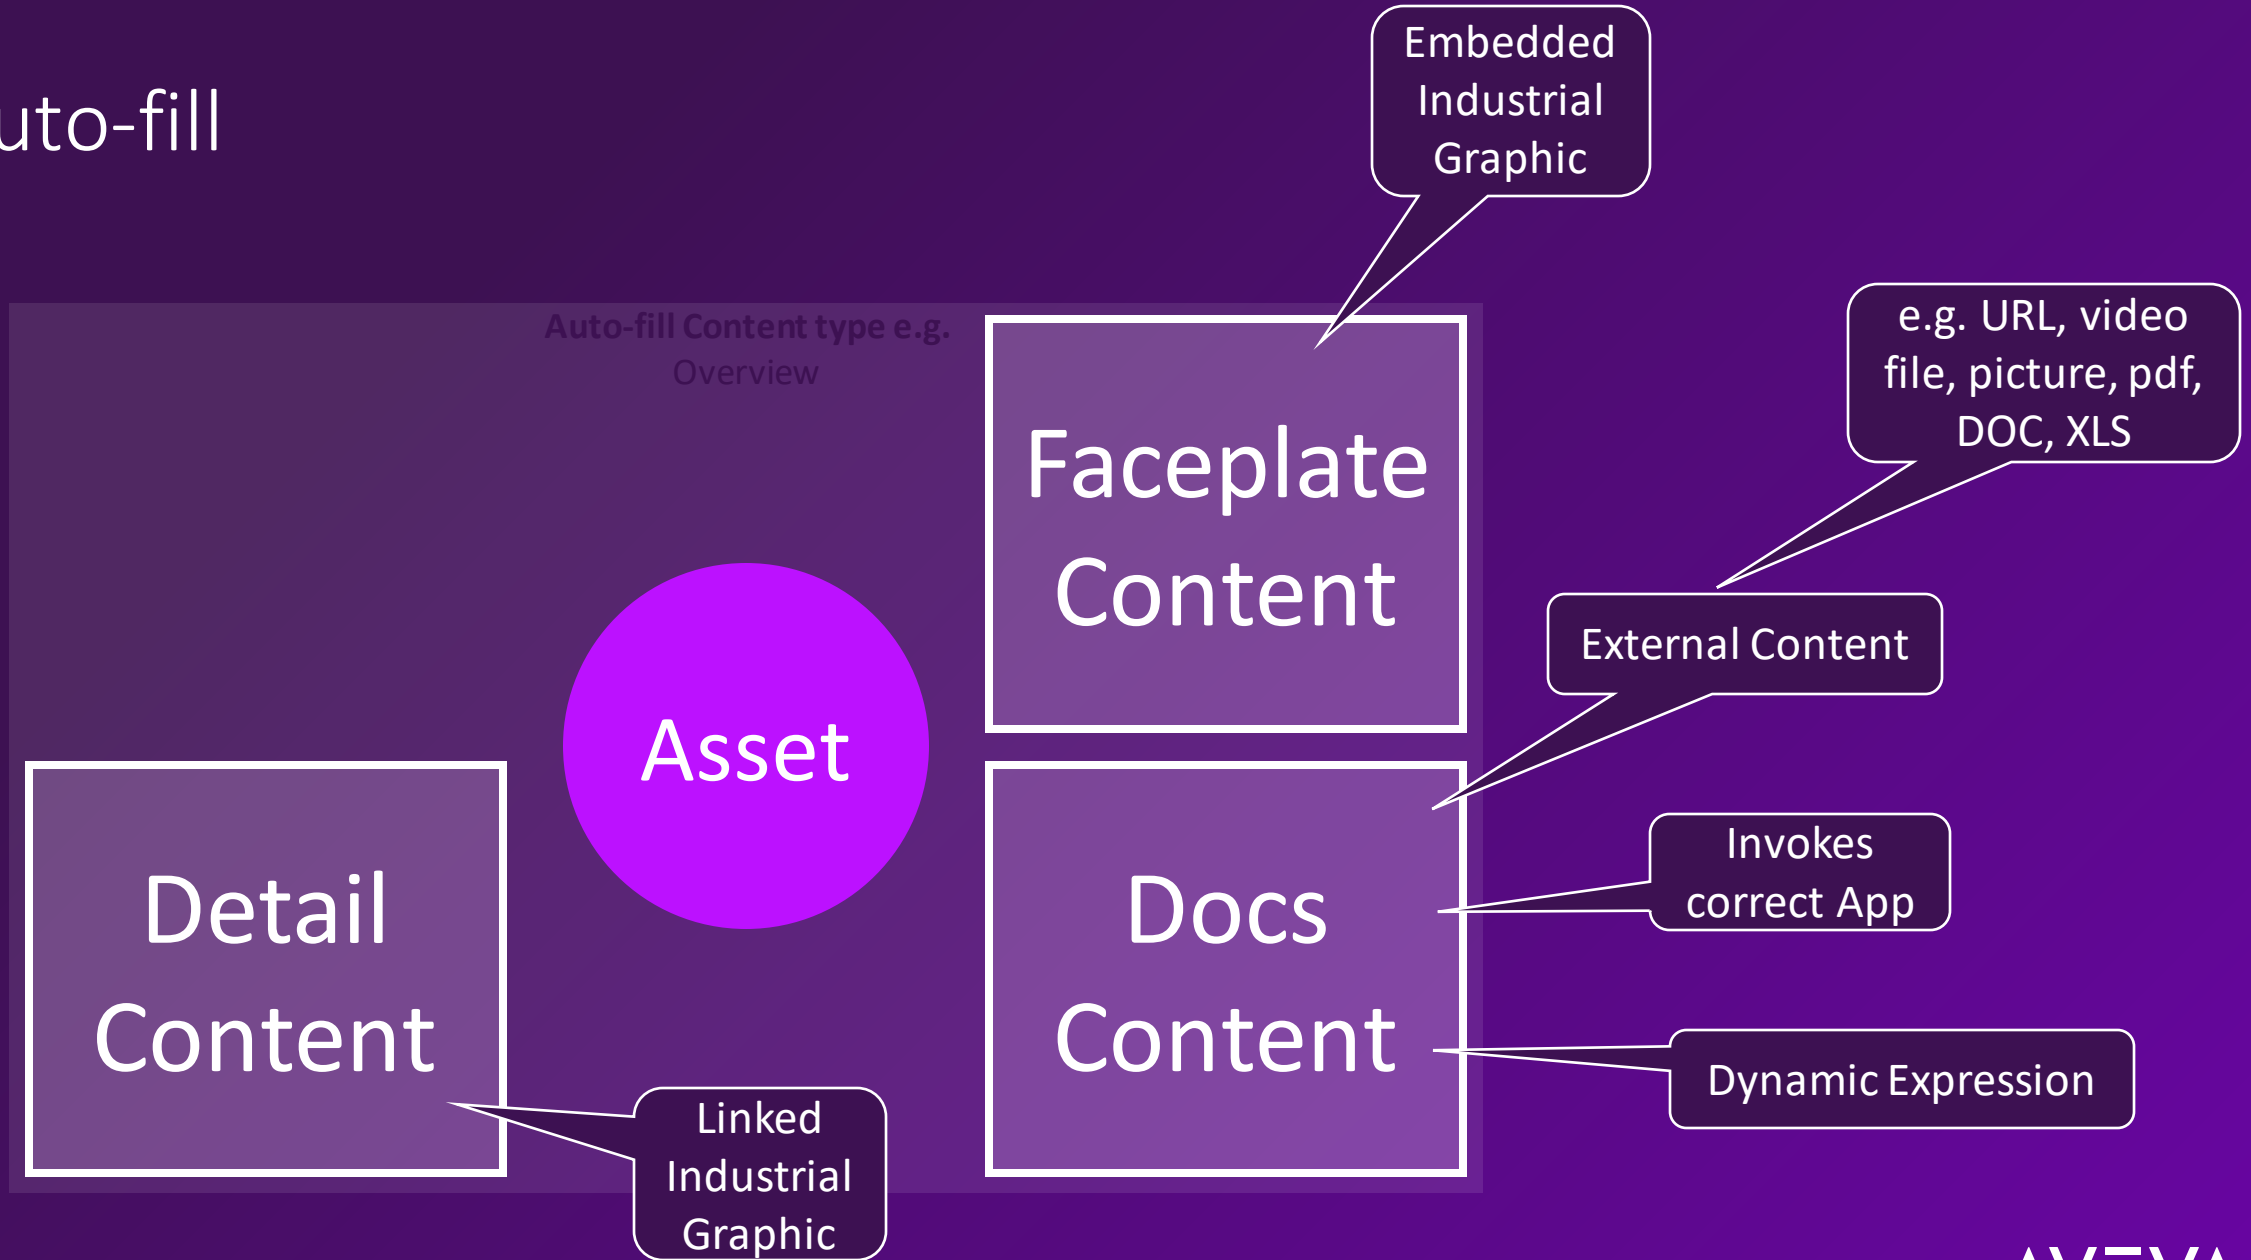 uto-fill
Embedded
Industrial
Graphic
Auto-fill Content type e.g.
Overview
e.g. URL, video
file, picture, pdf,
DOC, XLS
Faceplate
Content
External Content
Asset
Detail
Content
Docs
Content
Invokes
correct App
Dynamic Expression
Linked
Industrial
Graphic
AVEVA